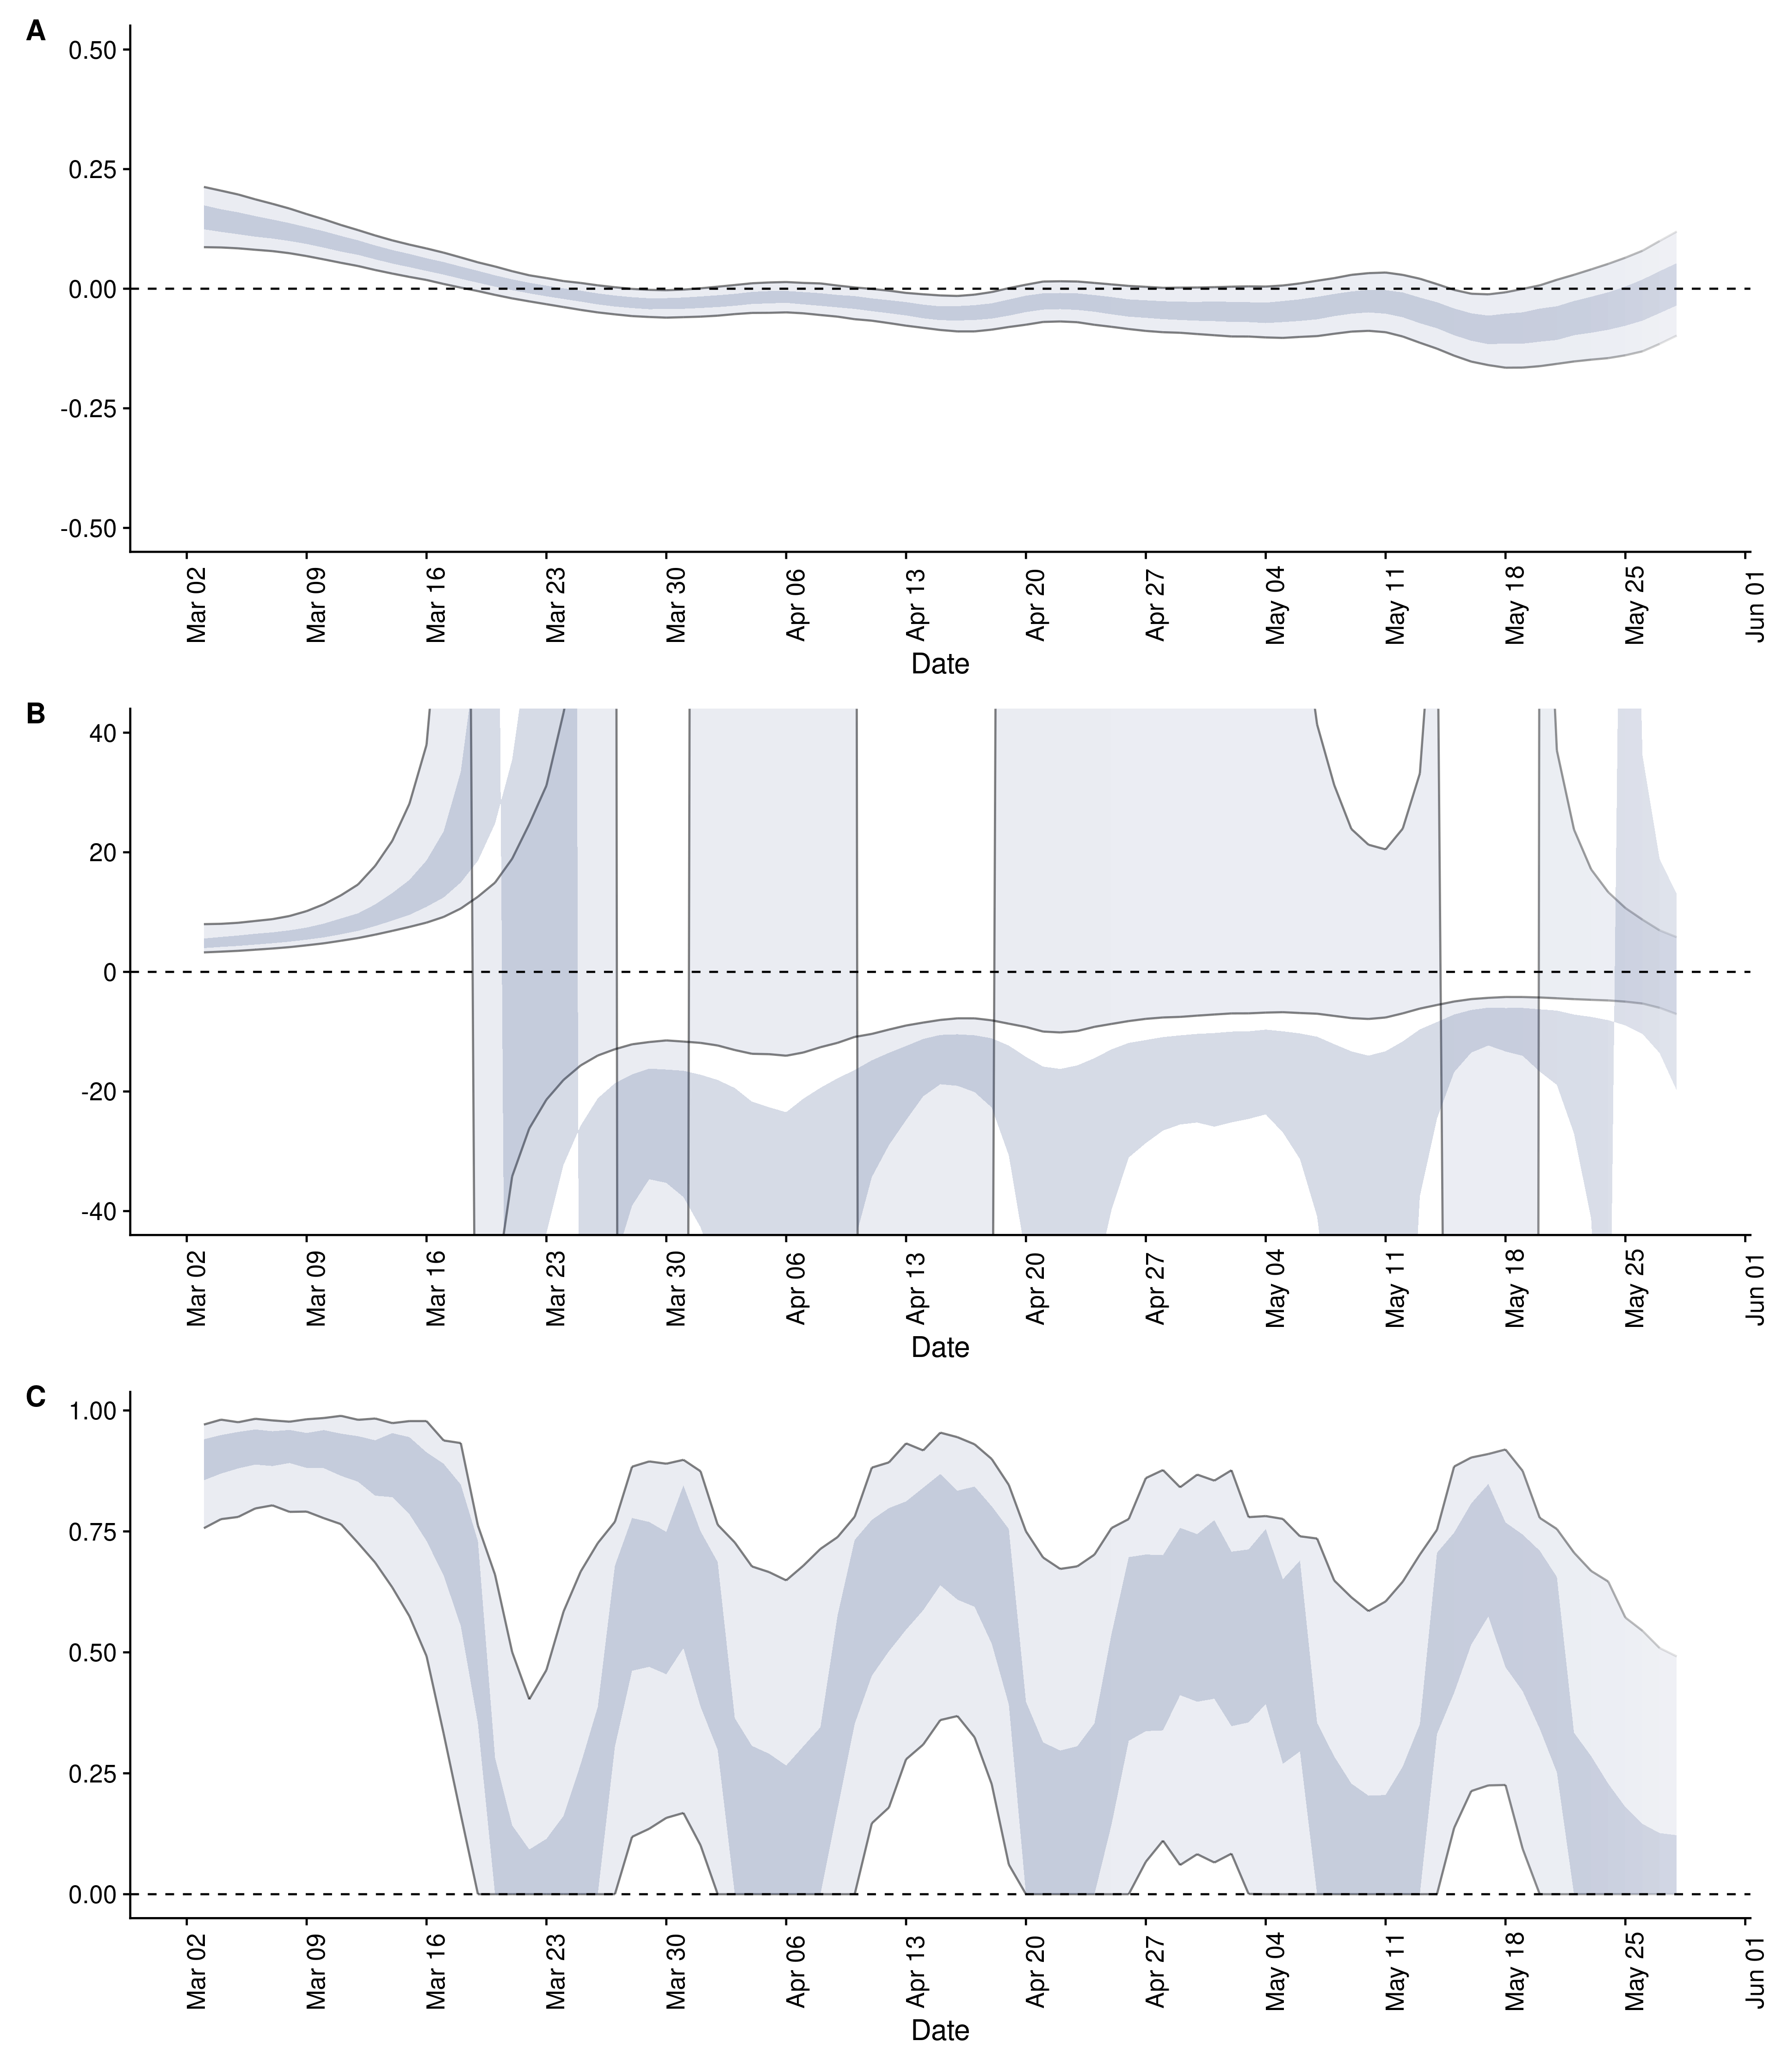 A
0.50
0.25
0.00
-0.25
-0.50
Mar 02
Mar 09
Mar 16
Mar 23
Mar 30
Apr 06
Apr 13
Apr 20
Apr 27
May 04
May 11
May 18
May 25
Jun 01
Date
B
40
20
0
-20
-40
Mar 02
Mar 09
Mar 16
Mar 23
Mar 30
Apr 06
Apr 13
Apr 20
Apr 27
May 04
May 11
May 18
May 25
Jun 01
Date
C
1.00
0.75
0.50
0.25
0.00
Mar 02
Mar 09
Mar 16
Mar 23
Mar 30
Apr 06
Apr 13
Apr 20
Apr 27
May 04
May 11
May 18
May 25
Jun 01
Date